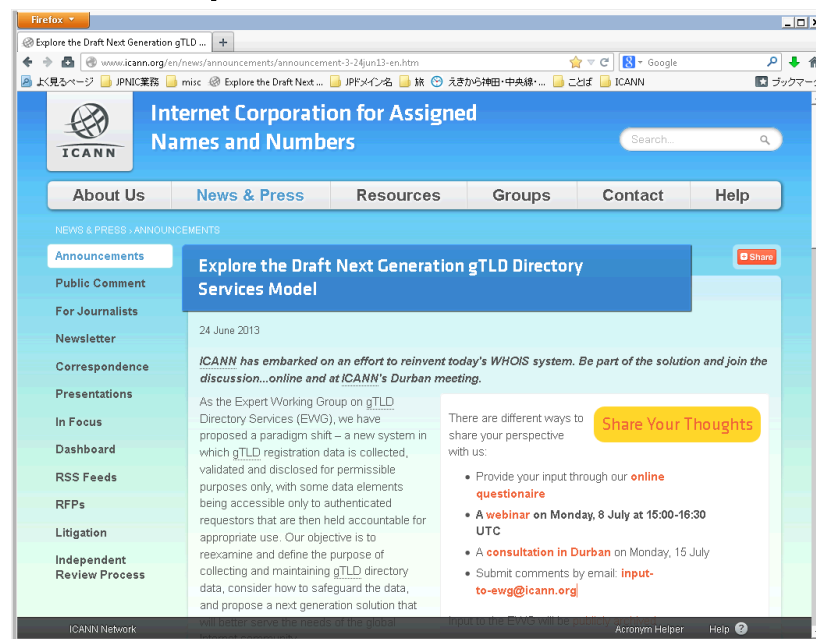 Firefox
Explore the Draft Next Generation gTLD ...
www.icann.org/en/news/announcements/announcement-3-24jun13-en.htm
Google
よく見るページ JPNIC業務 misc Explore the Draft Next ... JPドメイン名 旅 えきから神田・中央線・... ことば ICANN ブックマーク
Internet Corporation for Assigned
Names and Numbers
ICANN
Search...
About Us News & Press Resources Groups Contact Help
NEWS & PRESS › ANNOUNCEMENTS
Announcements
Public Comment
For Journalists
Newsletter
Correspondence
Presentations
In Focus
Dashboard
RSS Feeds
RFPs
Litigation
Independent
Review Process
Explore the Draft Next Generation gTLD Directory
Services Model
Share
24 June 2013
ICANN has embarked on an effort to reinvent today's WHOIS system. Be part of the solution and join the
discussion...online and at ICANN's Durban meeting.
As the Expert Working Group on gTLD
Directory Services (EWG), we have
proposed a paradigm shift – a new system in
which gTLD registration data is collected,
validated and disclosed for permissible
purposes only, with some data elements
being accessible only to authenticated
requestors that are then held accountable for
appropriate use. Our objective is to
reexamine and define the purpose of
collecting and maintaining gTLD directory
data, consider how to safeguard the data,
and propose a next generation solution that
will better serve the needs of the global
There are different ways to
share your perspective
with us:
Share Your Thoughts
• Provide your input through our online
questionaire
• A webinar on Monday, 8 July at 15:00-16:30
UTC
• A consultation in Durban on Monday, 15 July
• Submit comments by email: input-
to-ewg@icann.org
Input to the EWG will be publicly
ICANN Network
Acronym Helper Help ?